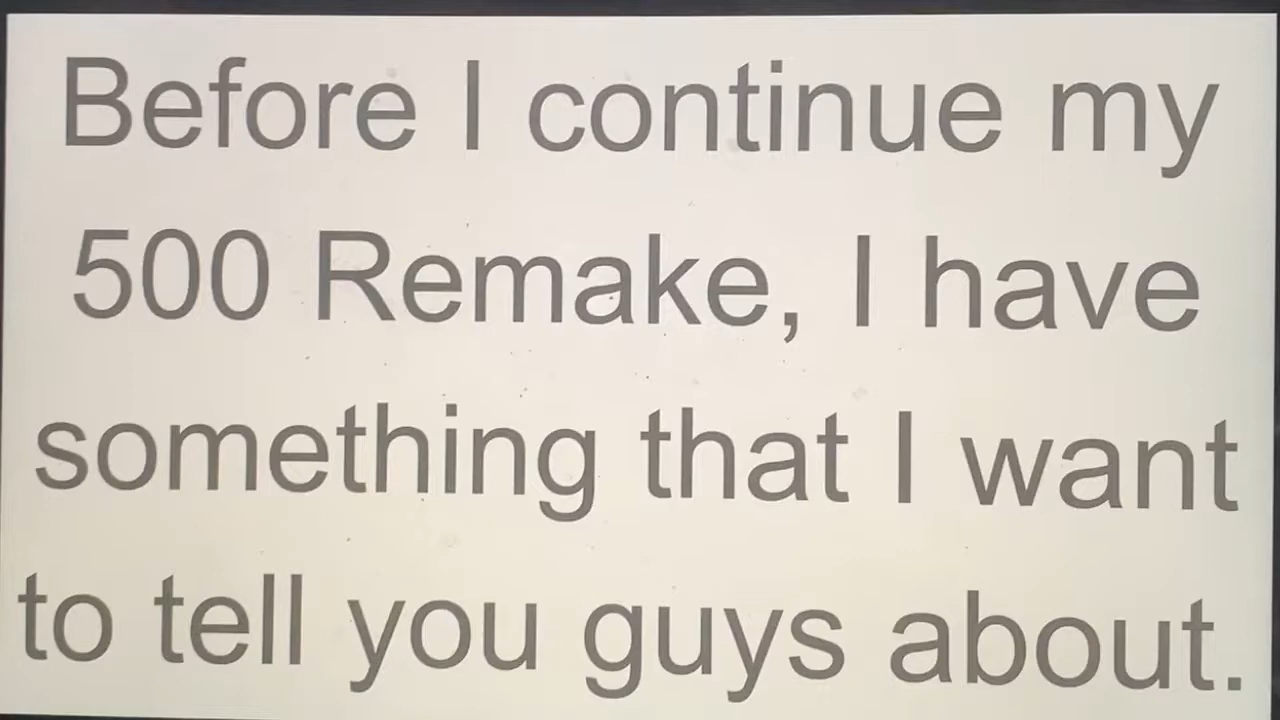 Before I continue my
500 Remake, I have
something that I want
to tell you guys about.